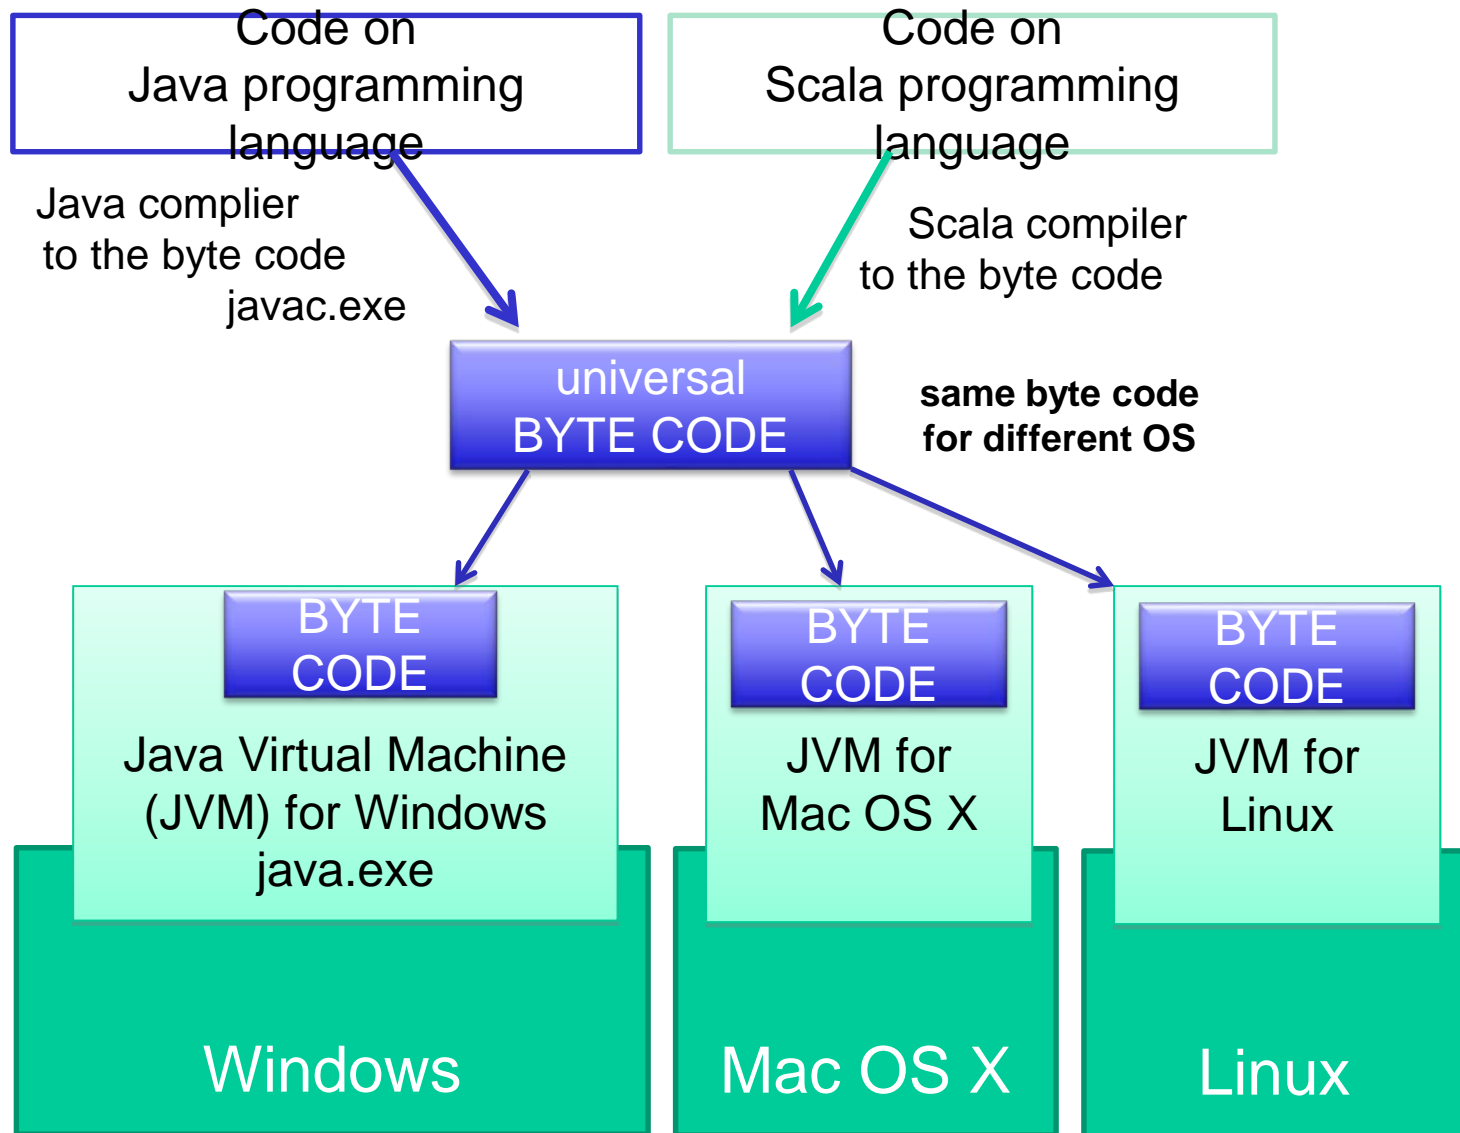 Code on
Java programming
language
Code on
Scala programming
language
Java complier
to the byte code
javac.exe
Scala compiler
to the byte code
universal
BYTE CODE
same byte code
for different OS
BYTE
CODE
Java Virtual Machine
(JVM) for Windows
java.exe
BYTE
CODE
JVM for
Mac OS X
BYTE
CODE
JVM for
Linux
Windows
Mac OS X
Linux